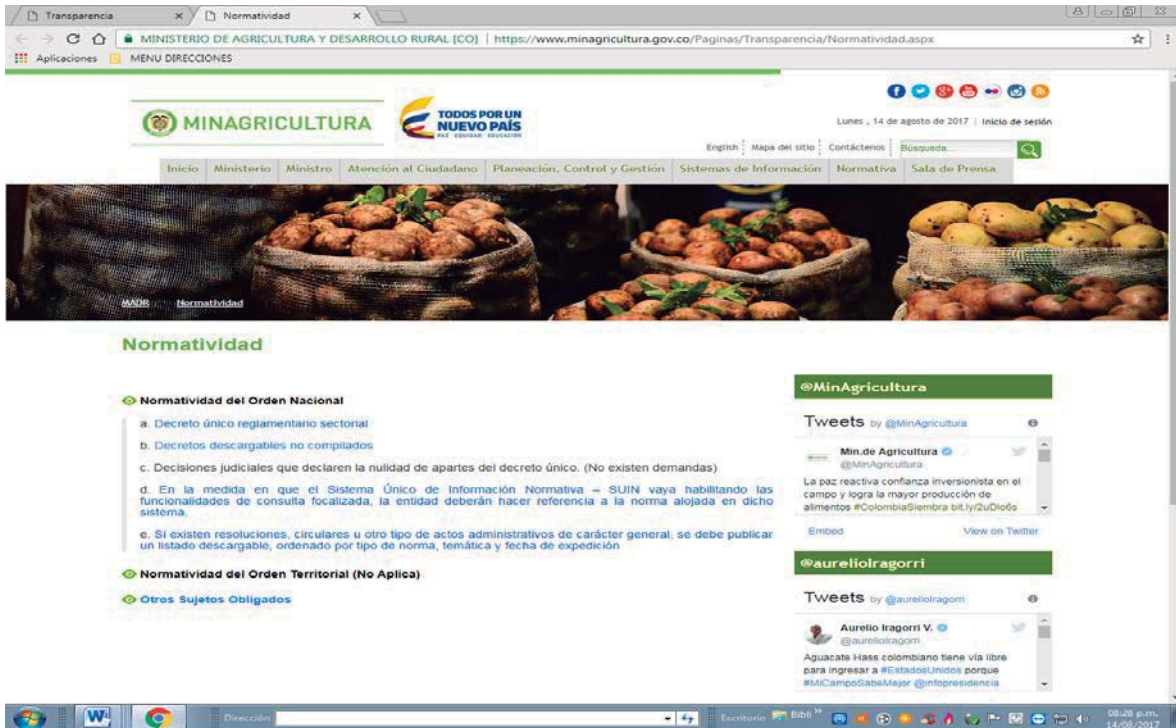 Transparencia
Normatividad
MINISTERIO DE AGRICULTURA Y DESARROLLO RURAL [CO] | https://www.minagricultura.gov.co/Paginas/Transparencia/Normatividad.aspx
Aplicaciones MENU DIRECCIONES
MINAGRICULTURA
TODOS POR UN
NUEVO PAÍS
PAZ EQUIDAD EDUCACIÓN
Lunes , 14 de agosto de 2017 | Inicio de sesión
English Mapa del sitio Contáctenos Búsqueda...
Inicio Ministerio Ministro Atención al Ciudadano Planeación, Control y Gestión Sistemas de Información Normativa Sala de Prensa
MADR Normatividad
Normatividad
Normatividad del Orden Nacional
a. Decreto único reglamentario sectorial
b. Decretos descargables no compilados
c. Decisiones judiciales que declaren la nulidad de apartes del decreto único. (No existen demandas)
d. En la medida en que el Sistema Único de Información Normativa – SUIN vaya habilitando las
funcionalidades de consulta focalizada, la entidad deberán hacer referencia a la norma alojada en dicho
sistema.
e. Si existen resoluciones, circulares u otro tipo de actos administrativos de carácter general, se debe publicar
un listado descargable, ordenado por tipo de norma, temática y fecha de expedición
Normatividad del Orden Territorial (No Aplica)
Otros Sujetos Obligados
@MinAgricultura
Tweets by @MinAgricultura
Min.de Agricultura
@MinAgricultura
La paz reactiva confianza inversionista en el
campo y logra la mayor producción de
alimentos #ColombiaSiembra bit.ly/2uDlo6s
Embed View on Twitter
@aurelioIragorri
Tweets by @aurelioIragorri
Aurelio Iragorri V.
@aurelioIragorri
Aguacate Hass colombiano tiene vía libre
para ingresar a #EstadosUnidos porque
#MiCampoSabeMejor @infopresidencia
Dirección Escritorio Bibli 08:28 p.m.
14/08/2017